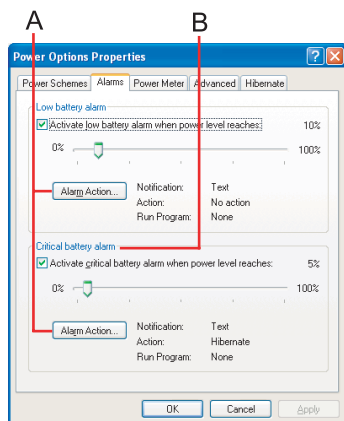 A B
Power Options Properties
Power Schemes Alarms Power Meter Advanced Hibernate
Low battery alarm
Activate low battery alarm when power level reaches: 10%
0% 100%
Alarm Action... Notification: Text
Action: No action
Run Program: None
Critical battery alarm
Activate critical battery alarm when power level reaches: 5%
0% 100%
Alarm Action... Notification: Text
Action: Hibernate
Run Program: None
OK Cancel Apply